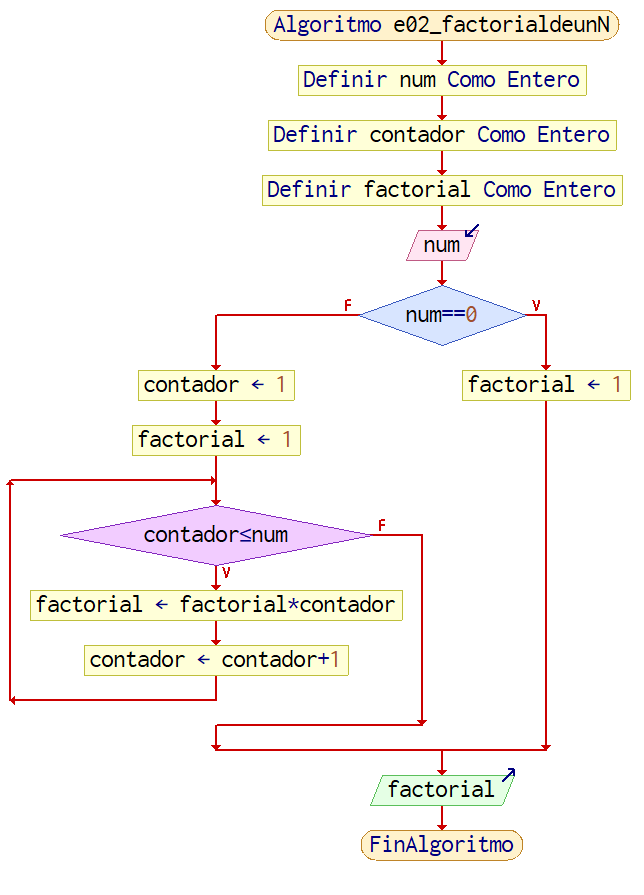 Algoritmo e02_factorialdeunN
Definir num Como Entero
Definir contador Como Entero
Definir factorial Como Entero
num
num==0
F
V
contador ← 1
factorial ← 1
factorial ← 1
contador≤num
F
V
factorial ← factorial*contador
contador ← contador+1
factorial
FinAlgoritmo